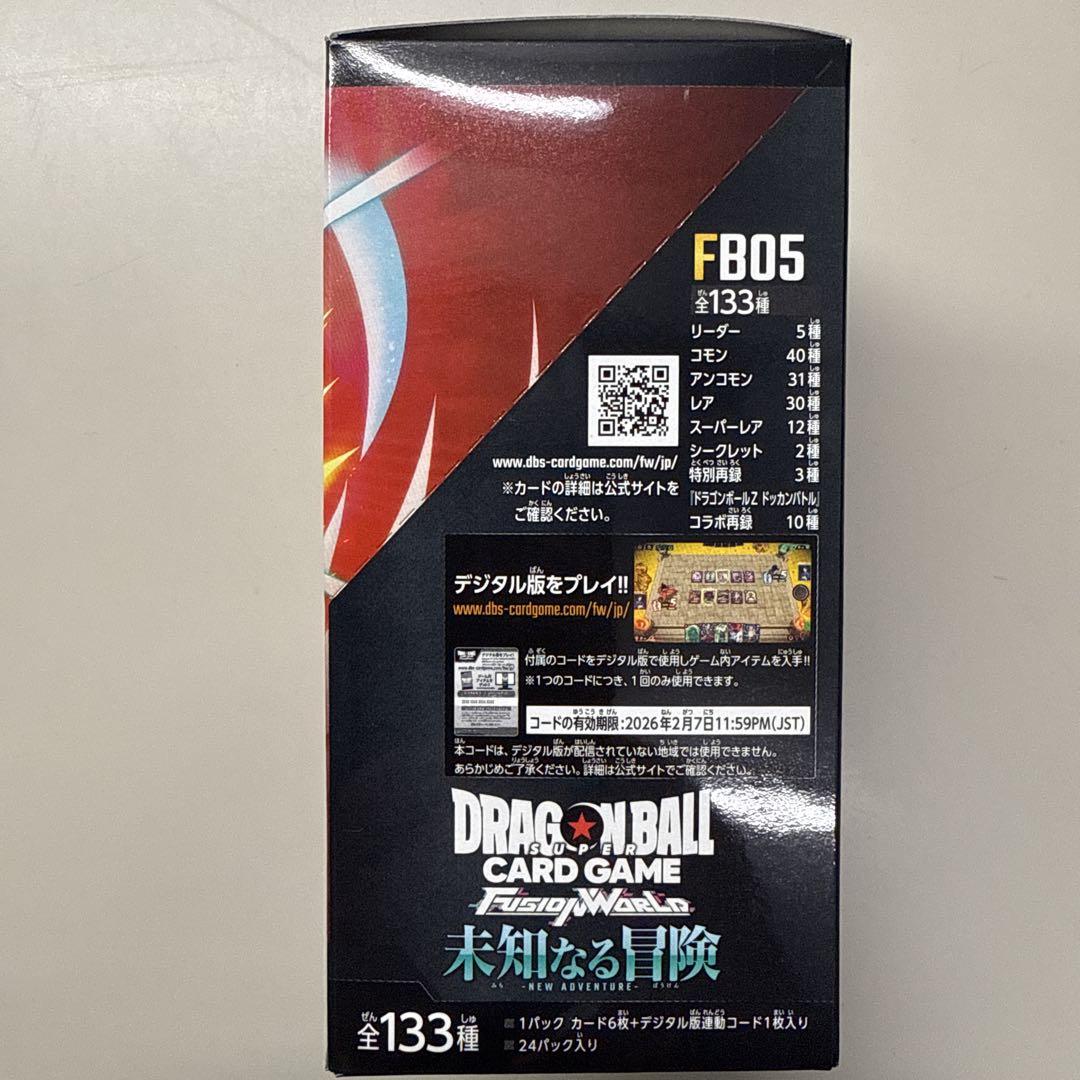 FB05
全133種
リーダー 5種
コモン 40種
アンコモン 31種
レア 30種
スーパーレア 12種
シークレット 2種
特別再録 3種
『ドラゴンボールZ ドッカンバトル』
コラボ再録 10種
www.dbs-cardgame.com/fw/jp/
※カードの詳細は公式サイトを
ご確認ください。
デジタル版をプレイ!!
www.dbs-cardgame.com/fw/jp/
付属のコードをデジタル版で使用しゲーム内アイテムを入手!!
※1つのコードにつき、1回のみ使用できます。
コードの有効期限:2026年2月7日11:59PM(JST)
本コードは、デジタル版が配信されていない地域では使用できません。
あらかじめご了承ください。詳細は公式サイトでご確認ください。
DRAGON BALL
SUPER
CARD GAME
FUSION WORLD
未知なる冒険
-NEW ADVENTURE-
全133種
1パック カード6枚+デジタル版連動コード1枚入り
24パック入り